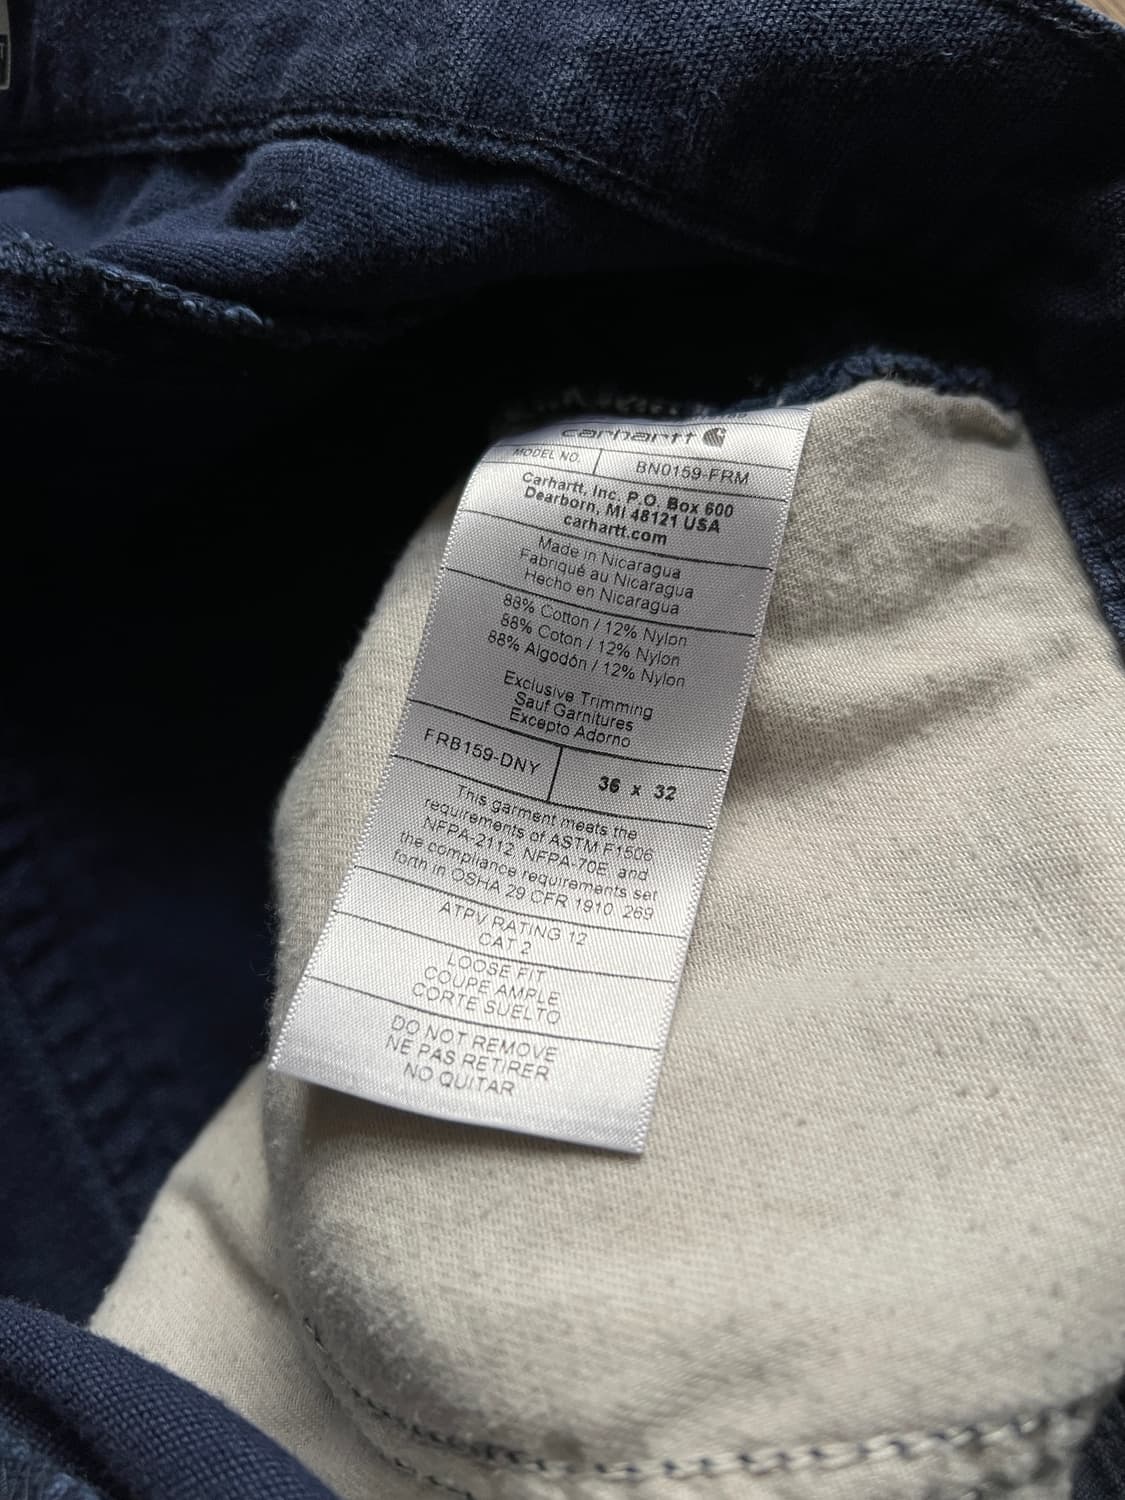 carhartt
MODEL NO. BN0159-FRM
Carhartt, Inc. P.O. Box 600
Dearborn, MI 48121 USA
carhartt.com
Made in Nicaragua
Fabriqué au Nicaragua
Hecho en Nicaragua
88% Cotton / 12% Nylon
88% Coton / 12% Nylon
88% Algodón / 12% Nylon
Exclusive Trimming
Sauf Garnitures
Excepto Adorno
FRB159-DNY 36 x 32
This garment meets the
requirements of ASTM F1506
NFPA-2112 NFPA-70E and
the compliance requirements set
forth in OSHA 29 CFR 1910 269
ATPV RATING 12
CAT 2
LOOSE FIT
COUPE AMPLE
CORTE SUELTO
DO NOT REMOVE
NE PAS RETIRER
NO QUITAR